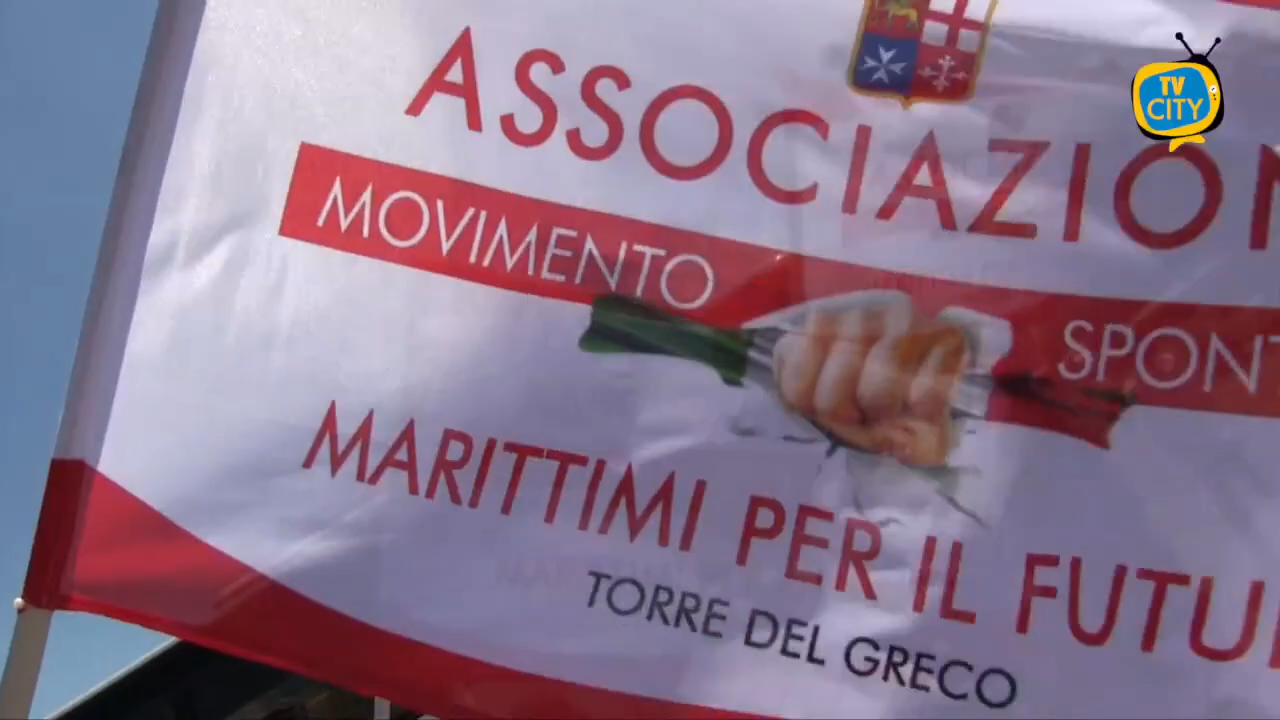 TV
CITY
ASSOCIAZION
MOVIMENTO SPONT
MARITTIMI PER IL FUTU
TORRE DEL GRECO